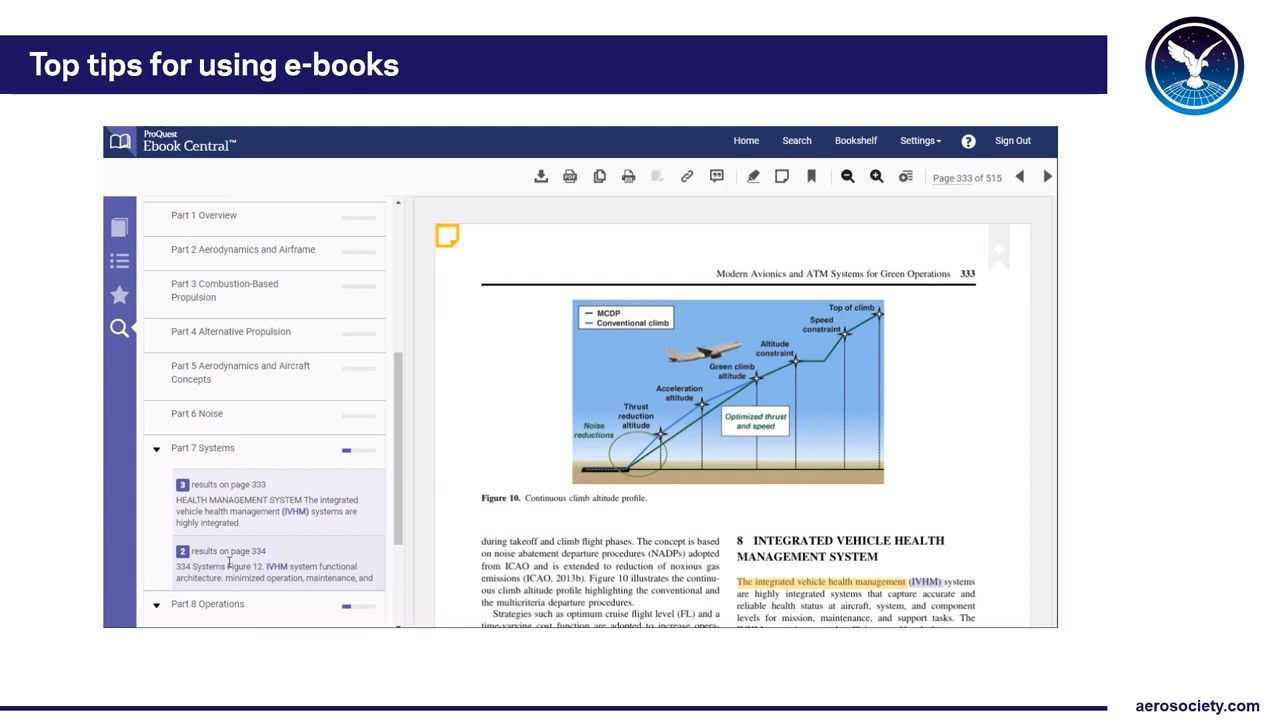 Top tips for using e-books
ProQuest
Ebook Central™
Home
Search
Bookshelf
Settings
?
Sign Out
PDF
Page 333 of 515
Part 1 Overview
Part 2 Aerodynamics and Airframe
Part 3 Combustion-Based
Propulsion
Part 4 Alternative Propulsion
Part 5 Aerodynamics and Aircraft
Concepts
Part 6 Noise
Part 7 Systems
3 results on page 333
HEALTH MANAGEMENT SYSTEM The integrated
vehicle health management (IVHM) systems are
highly integrated
2 results on page 334
334 Systems Figure 12. IVHM system functional
architecture. minimized operation, maintenance, and
Part 8 Operations
Modern Avionics and ATM Systems for Green Operations 333
MCDP
Conventional climb
Top of climb
Speed
constraint
Altitude
constraint
Green climb
altitude
Acceleration
altitude
Thrust
reduction
altitude
Noise
reductions
Optimized thrust
and speed
Figure 10. Continuous climb altitude profile.
during takeoff and climb flight phases. The concept is based
on noise abatement departure procedures (NADPs) adopted
from ICAO and is extended to reduction of noxious gas
emissions (ICAO, 2013b). Figure 10 illustrates the continu-
ous climb altitude profile highlighting the conventional and
the multicriteria departure procedures.
Strategies such as optimum cruise flight level (FL) and a
time-varying cost function are adopted to increase opera-
8 INTEGRATED VEHICLE HEALTH
MANAGEMENT SYSTEM
The integrated vehicle health management (IVHM) systems
are highly integrated systems that capture accurate and
reliable health status at aircraft, system, and component
levels for mission, maintenance, and support tasks. The
aerosociety.com